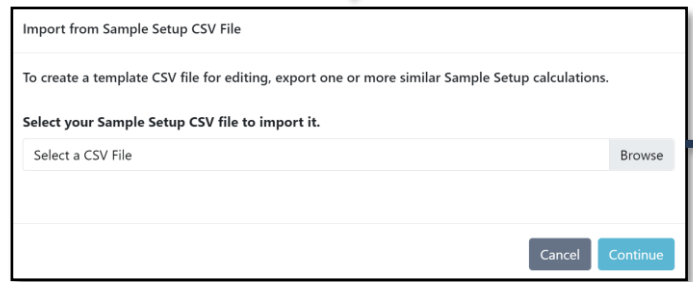 Import from Sample Setup CSV File
To create a template CSV file for editing, export one or more similar Sample Setup calculations.
Select your Sample Setup CSV file to import it.
Select a CSV File Browse
Cancel Continue